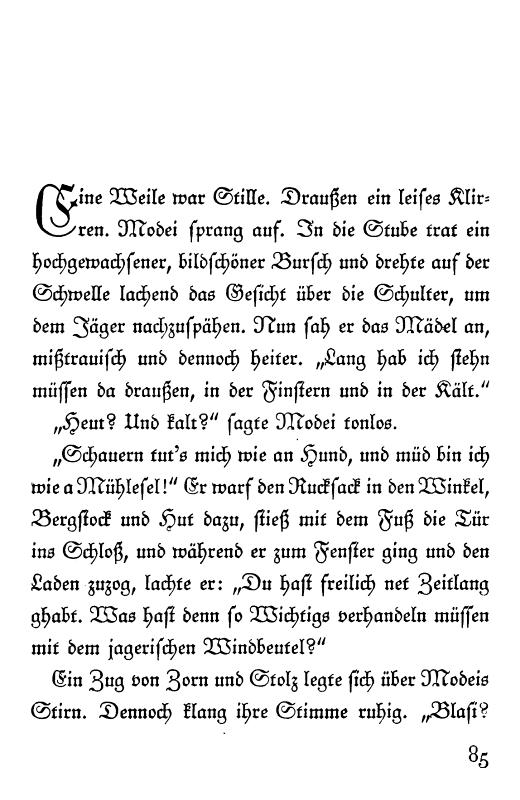 Eine Weile war Stille. Draußen ein leises Klir-
ren. Modei sprang auf. In die Stube trat ein
hochgewachsener, bildschöner Bursch und drehte auf der
Schwelle lachend das Gesicht über die Schulter, um
dem Jäger nachzuspähen. Nun sah er das Mädel an,
mißtrauisch und dennoch heiter. „Lang hab ich stehn
müssen da draußen, in der Finstern und in der Kält."
„Heut? Und kalt?" sagte Modei tonlos.
„Schauern tut's mich wie an Hund, und müd bin ich
wie a Mühlesel!" Er warf den Rucksack in den Winkel,
Bergstock und Hut dazu, stieß mit dem Fuß die Tür
ins Schloß, und während er zum Fenster ging und den
Laden zuzog, lachte er: „Du hast freilich net Zeitlang
ghabt. Was hast denn so Wichtigs verhandeln müssen
mit dem jagerischen Windbeutel?"
Ein Zug von Zorn und Stolz legte sich über Modeis
Stirn. Dennoch klang ihre Stimme ruhig. „Blasi?
85